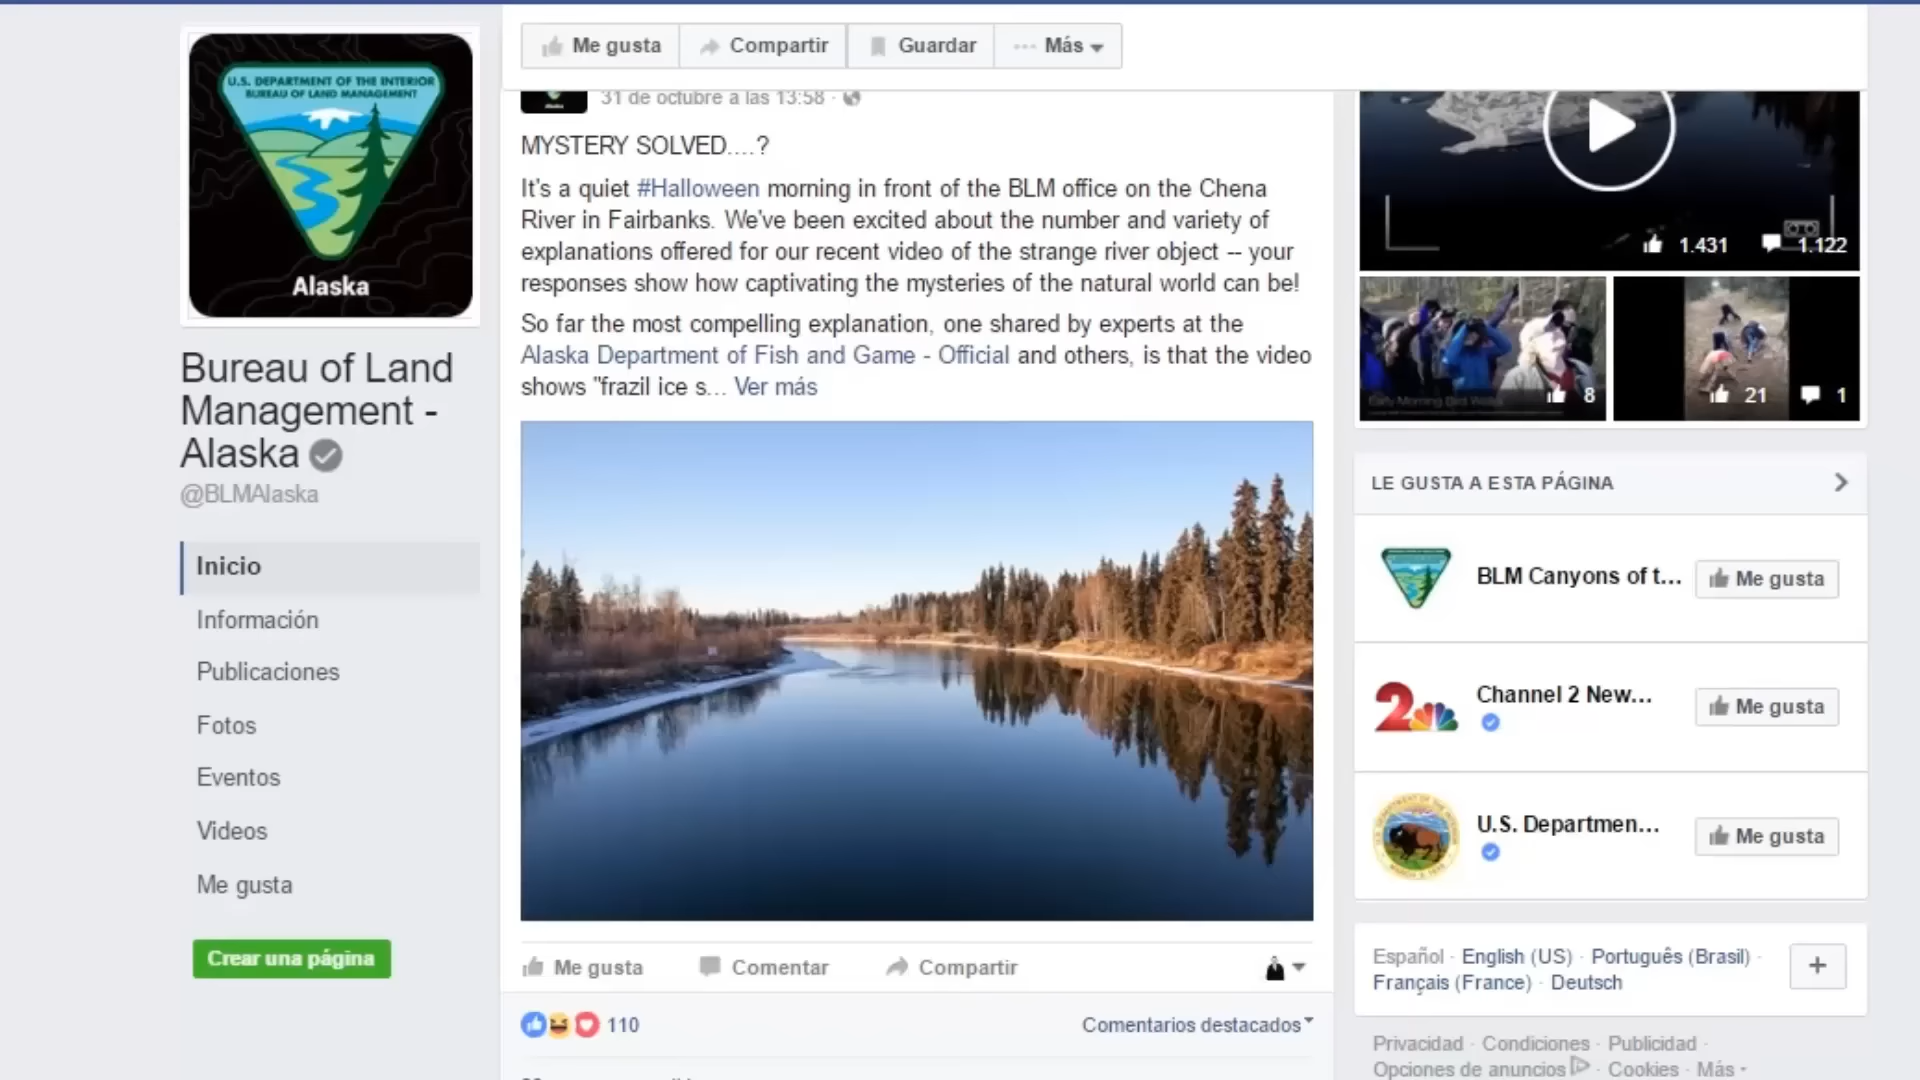 U.S. DEPARTMENT OF THE INTERIOR
BUREAU OF LAND MANAGEMENT
Alaska
Bureau of Land
Management -
Alaska
@BLMAlaska
Inicio
Información
Publicaciones
Fotos
Eventos
Videos
Me gusta
Crear una página
Me gusta
Compartir
Guardar
Más
31 de octubre a las 13:58 ·
MYSTERY SOLVED....?
It's a quiet #Halloween morning in front of the BLM office on the Chena
River in Fairbanks. We've been excited about the number and variety of
explanations offered for our recent video of the strange river object -- your
responses show how captivating the mysteries of the natural world can be!
So far the most compelling explanation, one shared by experts at the
Alaska Department of Fish and Game - Official and others, is that the video
shows "frazil ice s... Ver más
Me gusta
Comentar
Compartir
110
Comentarios destacados
1.431
1.122
Early Morning Bird Walks
8
21
1
LE GUSTA A ESTA PÁGINA
BLM Canyons of t...
Me gusta
2
Channel 2 New...
Me gusta
U.S. Departmen...
Me gusta
Español · English (US) · Português (Brasil) ·
Français (France) · Deutsch
+
Privacidad · Condiciones · Publicidad ·
Opciones de anuncios · Cookies · Más